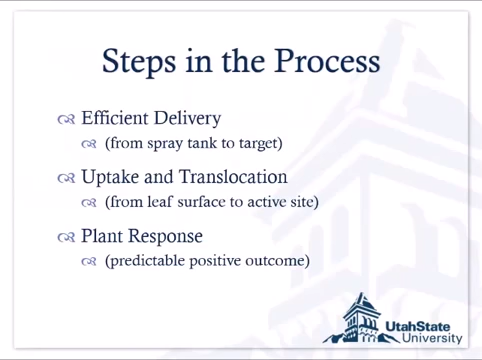 Steps in the Process
Efficient Delivery
(from spray tank to target)
Uptake and Translocation
(from leaf surface to active site)
Plant Response
(predictable positive outcome)
UtahState
University